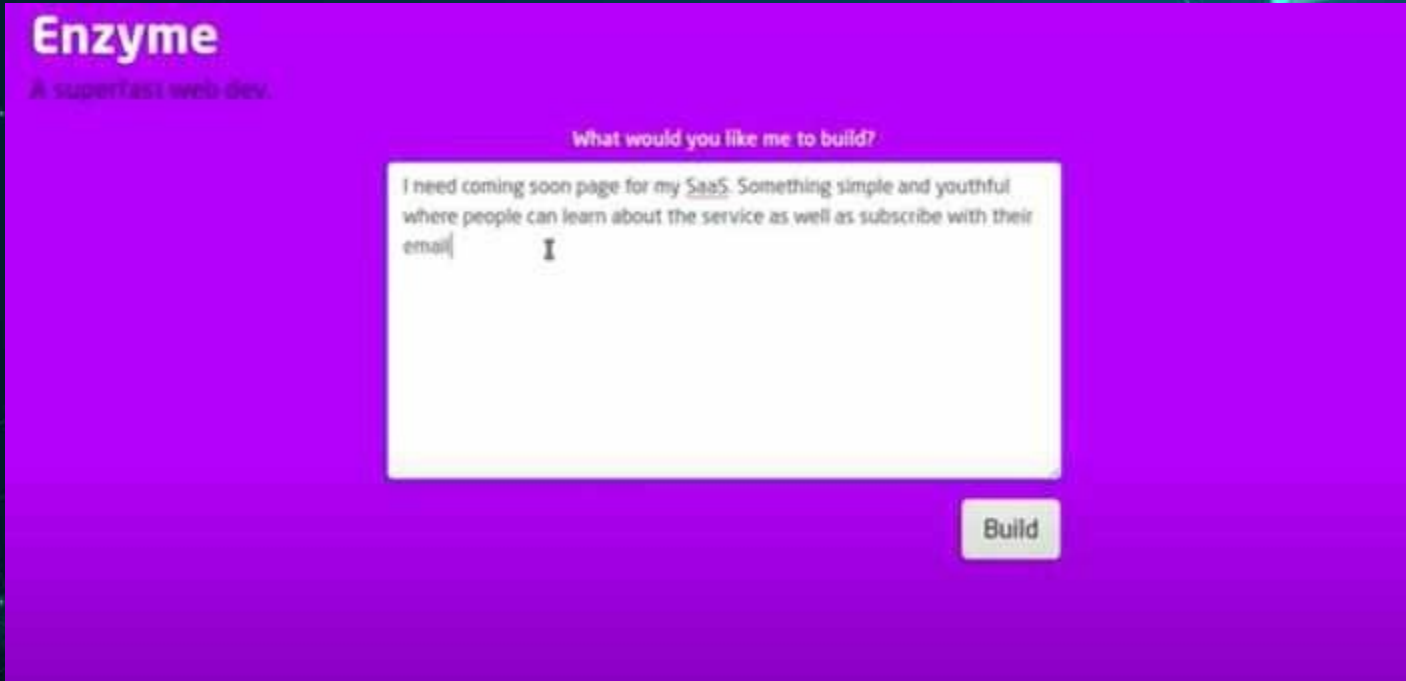 Enzyme
A superfast web dev.
What would you like me to build?
I need coming soon page for my SaaS. Something simple and youthful
where people can learn about the service as well as subscribe with their
email
Build